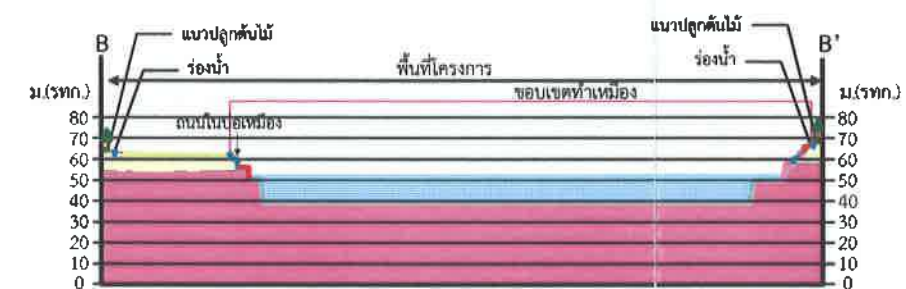 B
แนวปลูกต้นไม้
ร่องน้ำ
พื้นที่โครงการ
แนวปลูกต้นไม้
ร่องน้ำ
B'
ม.(รทก.)
ขอบเขตทำเหมือง
ม.(รทก.)
ถนนในบ่อเหมือง
80
70
60
50
40
30
20
10
0
80
70
60
50
40
30
20
10
0